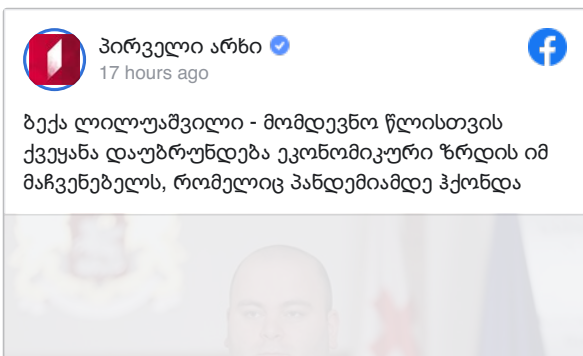 პირველი არხი
17 hours ago
ბექა ლილუაშვილი - მომდევნო წლისთვის
ქვეყანა დაუბრუნდება ეკონომიკური ზრდის იმ
მაჩვენებელს, რომელიც პანდემიამდე ჰქონდა